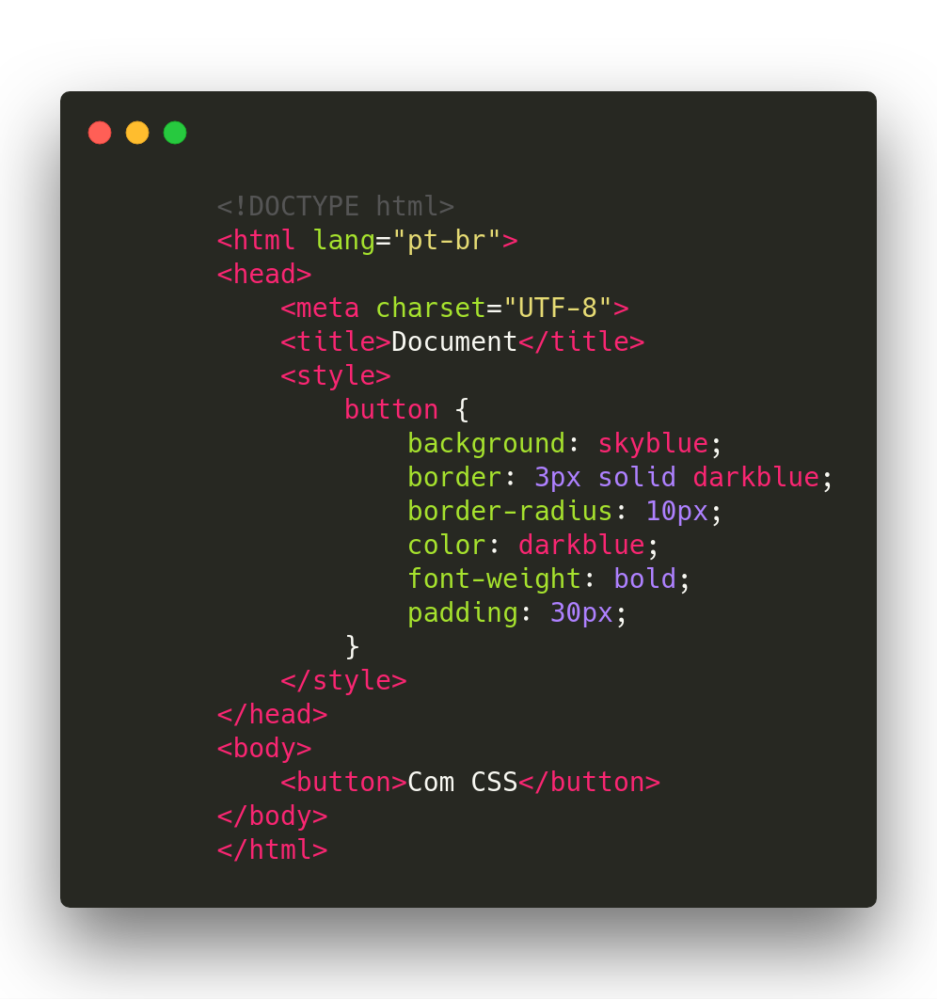 <!DOCTYPE html>
<html lang="pt-br">
<head>
    <meta charset="UTF-8">
    <title>Document</title>
    <style>
        button {
            background: skyblue;
            border: 3px solid darkblue;
            border-radius: 10px;
            color: darkblue;
            font-weight: bold;
            padding: 30px;
        }
    </style>
</head>
<body>
    <button>Com CSS</button>
</body>
</html>